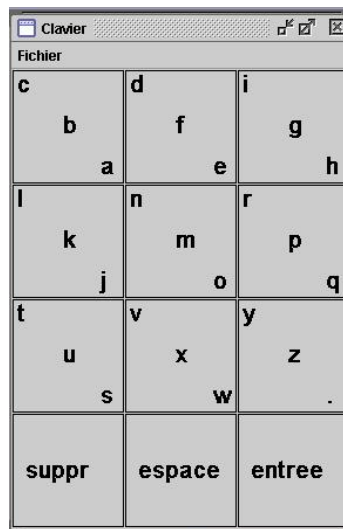 Clavier
Fichier
c d i
b f g
a e h
l n r
k m p
j o q
t v y
u x z
s w .
suppr espace entree